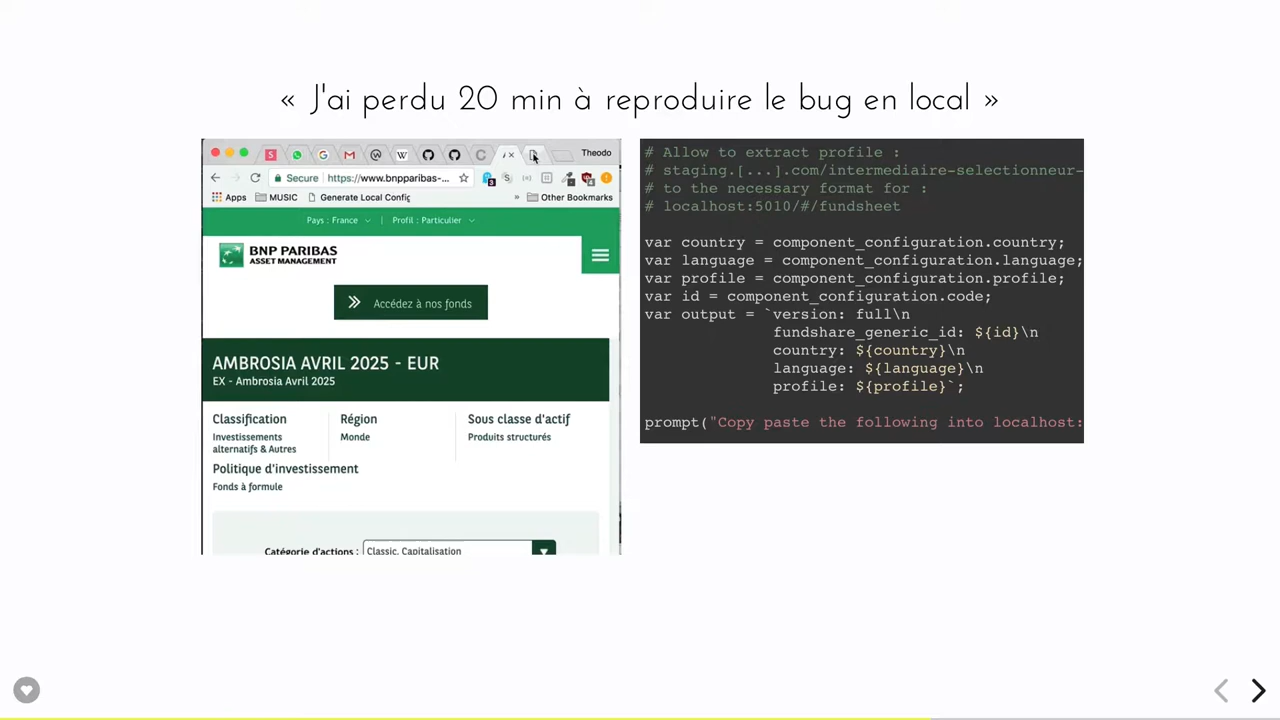 « J'ai perdu 20 min à reproduire le bug en local »
Theodo
Secure https://www.bnpparibas-...
Apps MUSIC Generate Local Config » Other Bookmarks
Pays : France Profil : Particulier
BNP PARIBAS
ASSET MANAGEMENT
Accédez à nos fonds
AMBROSIA AVRIL 2025 - EUR
EX - Ambrosia Avril 2025
Classification Région Sous classe d'actif
Investissements Monde Produits structurés
alternatifs & Autres
Politique d'investissement
Fonds à formule
Catégorie d'actions : Classic, Capitalisation
# Allow to extract profile :
# staging.[...].com/intermediaire-selectionneur-
# to the necessary format for :
# localhost:5010/#/fundsheet
var country = component_configuration.country;
var language = component_configuration.language;
var profile = component_configuration.profile;
var id = component_configuration.code;
var output = `version: full\n
fundshare_generic_id: ${id}\n
country: ${country}\n
language: ${language}\n
profile: ${profile}`;
prompt("Copy paste the following into localhost: